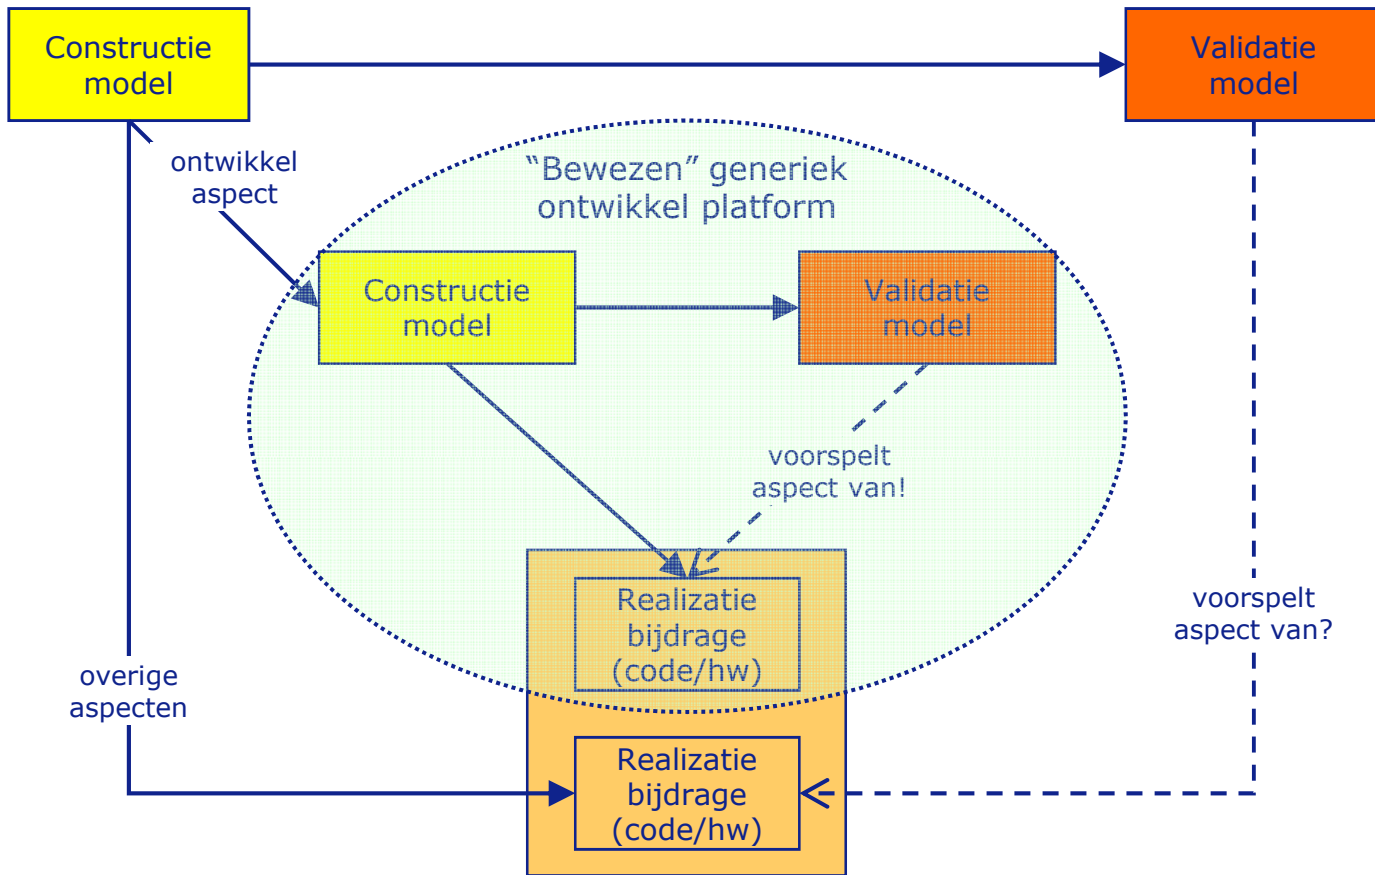 Constructie
model
Validatie
model
ontwikkel
aspect
“Bewezen” generiek
ontwikkel platform
Constructie
model
Validatie
model
voorspelt
aspect van!
Realizatie
bijdrage
(code/hw)
voorspelt
aspect van?
overige
aspecten
Realizatie
bijdrage
(code/hw)